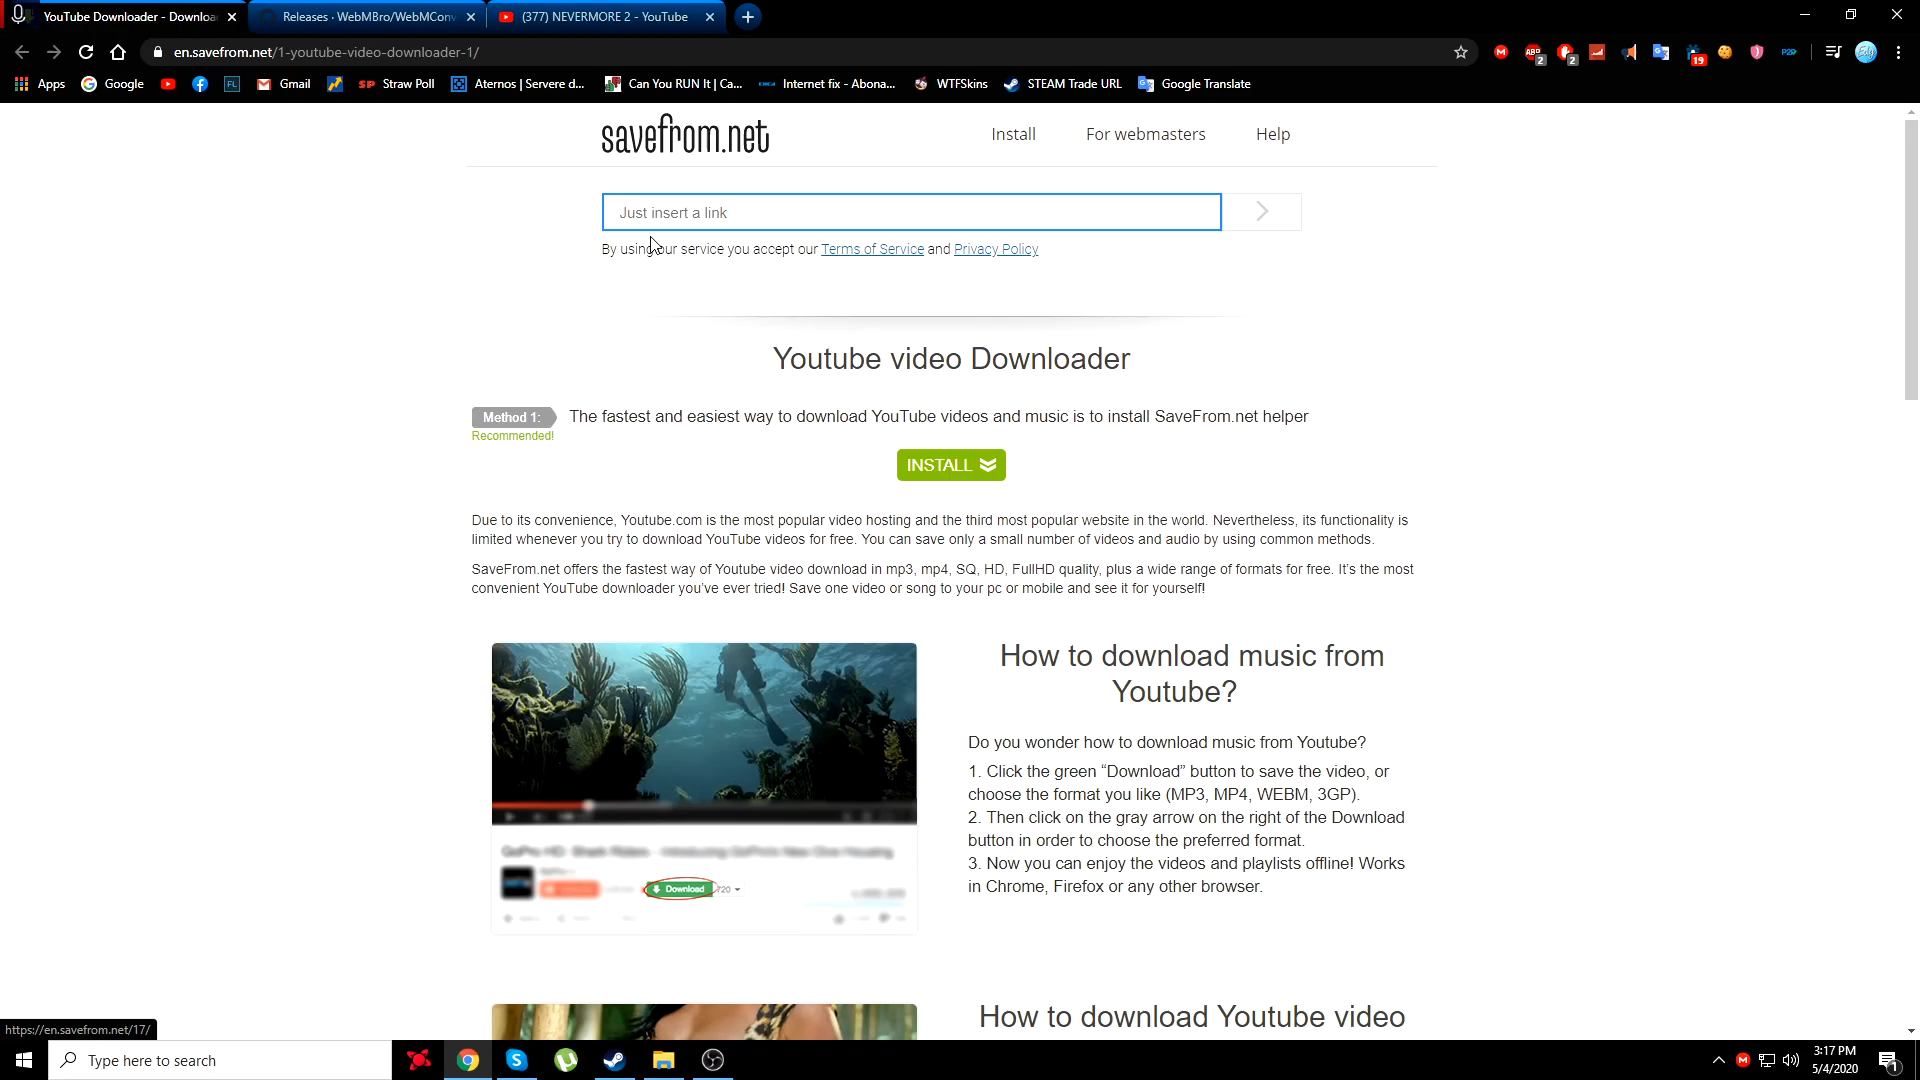 YouTube Downloader - Downloa
Releases · WebMBro/WebMConv
(377) NEVERMORE 2 - YouTube
en.savefrom.net/1-youtube-video-downloader-1/
ABP
2
2
19
P2P
Apps
Google
FL
Gmail
SP
Straw Poll
Aternos | Servere d...
Can You RUN It | Ca...
Internet fix - Abona...
WTFSkins
STEAM Trade URL
Google Translate
savefrom.net
Install
For webmasters
Help
Just insert a link
By using our service you accept our Terms of Service and Privacy Policy
Youtube video Downloader
Method 1:
Recommended!
The fastest and easiest way to download YouTube videos and music is to install SaveFrom.net helper
INSTALL
Due to its convenience, Youtube.com is the most popular video hosting and the third most popular website in the world. Nevertheless, its functionality is
limited whenever you try to download YouTube videos for free. You can save only a small number of videos and audio by using common methods.
SaveFrom.net offers the fastest way of Youtube video download in mp3, mp4, SQ, HD, FullHD quality, plus a wide range of formats for free. It's the most
convenient YouTube downloader you've ever tried! Save one video or song to your pc or mobile and see it for yourself!
Download
720
How to download music from
Youtube?
Do you wonder how to download music from Youtube?
1. Click the green “Download” button to save the video, or
choose the format you like (MP3, MP4, WEBM, 3GP).
2. Then click on the gray arrow on the right of the Download
button in order to choose the preferred format.
3. Now you can enjoy the videos and playlists offline! Works
in Chrome, Firefox or any other browser.
How to download Youtube video
https://en.savefrom.net/17/
Type here to search
3:17 PM
5/4/2020
1